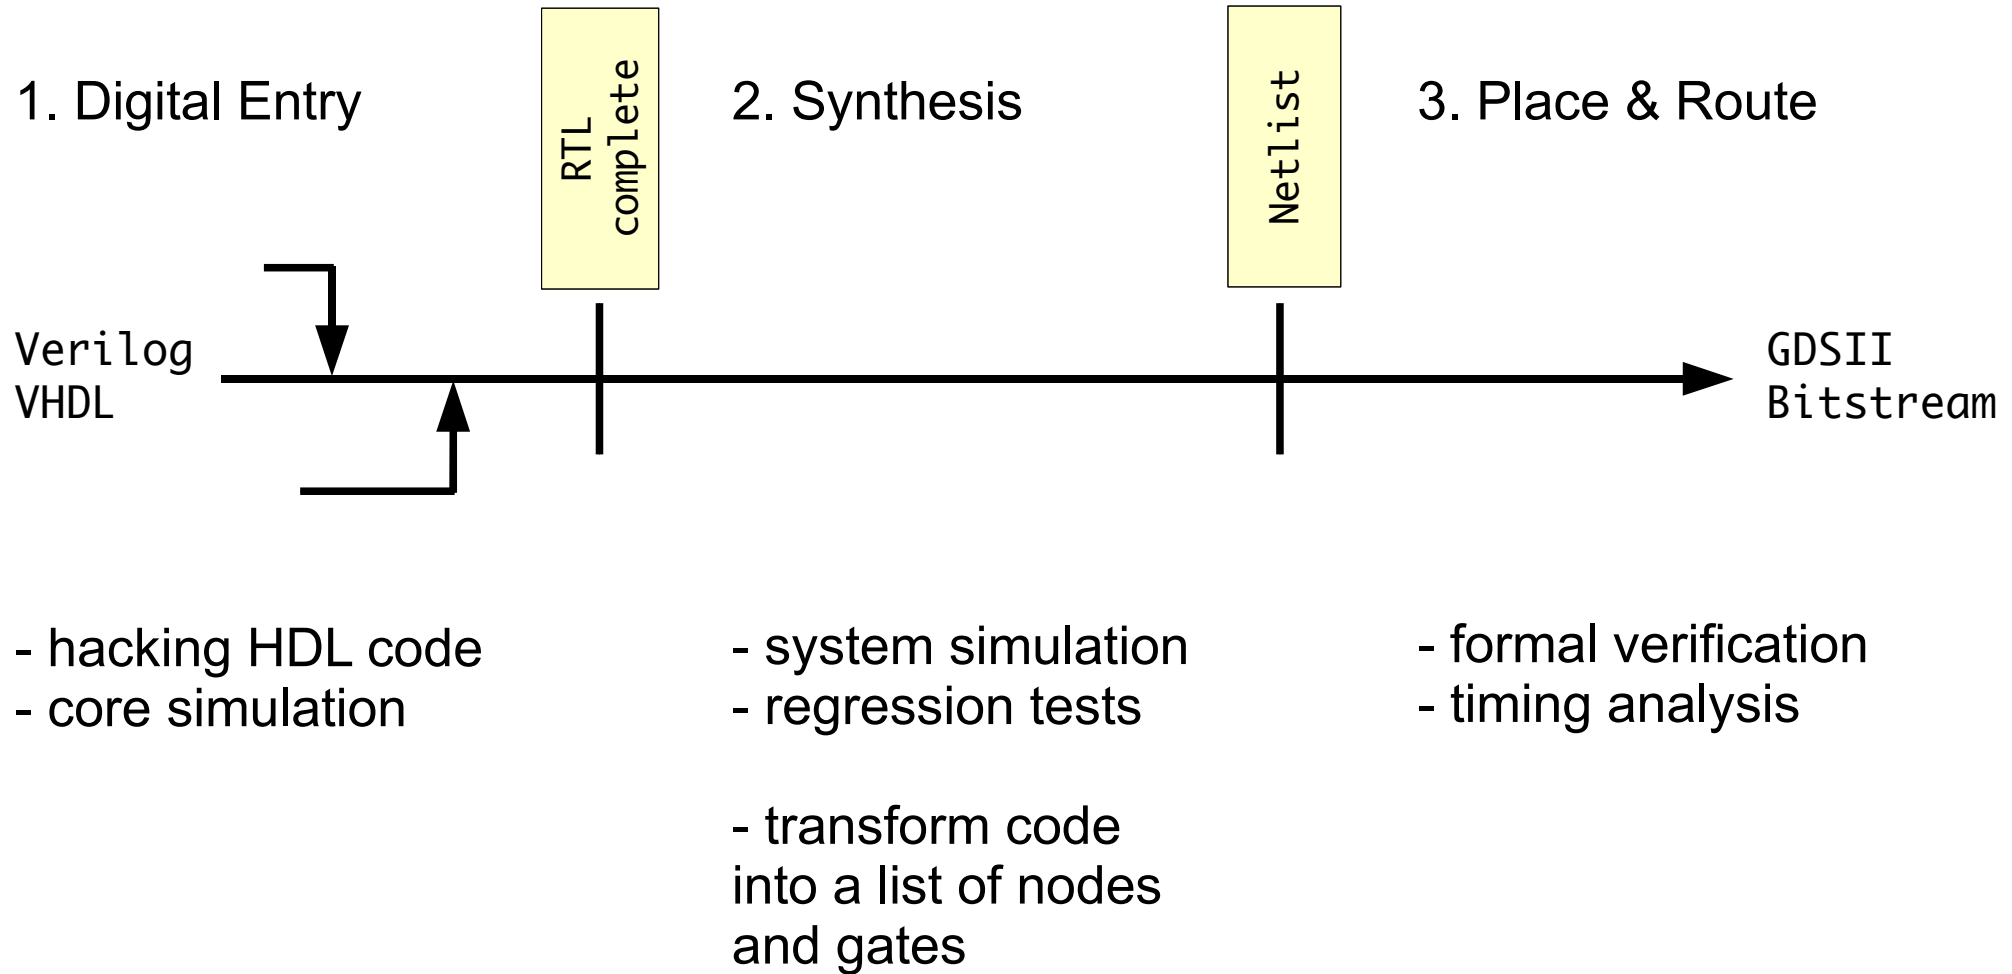 1. Digital Entry
RTL
complete
2. Synthesis
Netlist
3. Place & Route
Verilog
VHDL
GDSII
Bitstream
- hacking HDL code
- core simulation
- system simulation
- regression tests
- transform code
into a list of nodes
and gates
- formal verification
- timing analysis